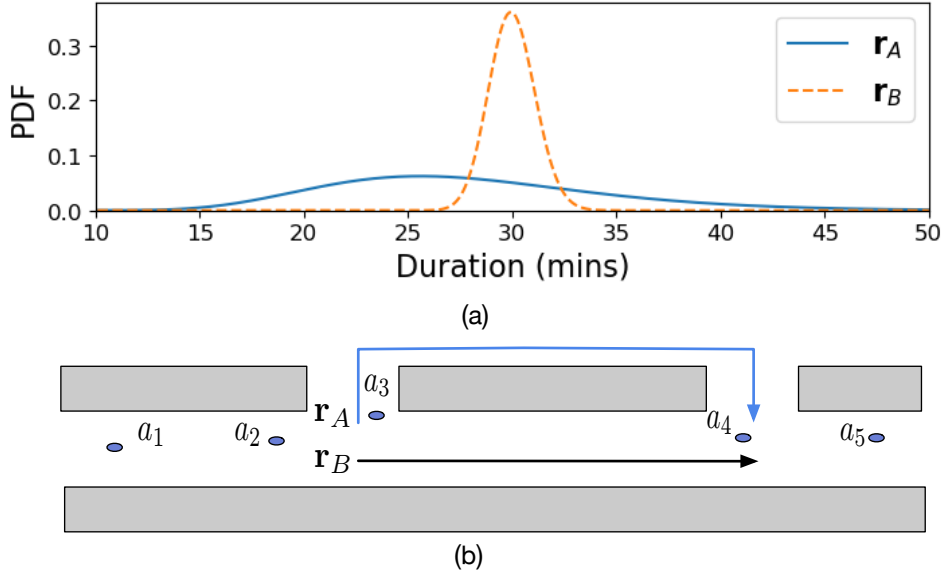 PDF
0.3
0.2
0.1
0.0
10 15 20 25 30 35 40 45 50
Duration (mins)
r_A
r_B
(a)
a_3
r_A
a_1 a_2 a_4 a_5
r_B
(b)